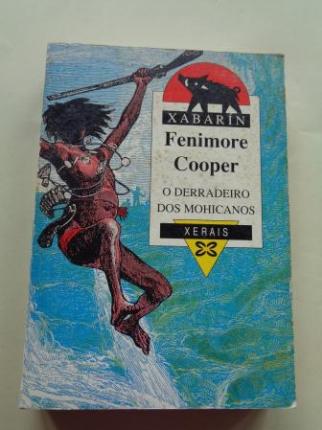 XABARÍN
Fenimore
Cooper
O DERRADEIRO
DOS MOHICANOS
XERAIS